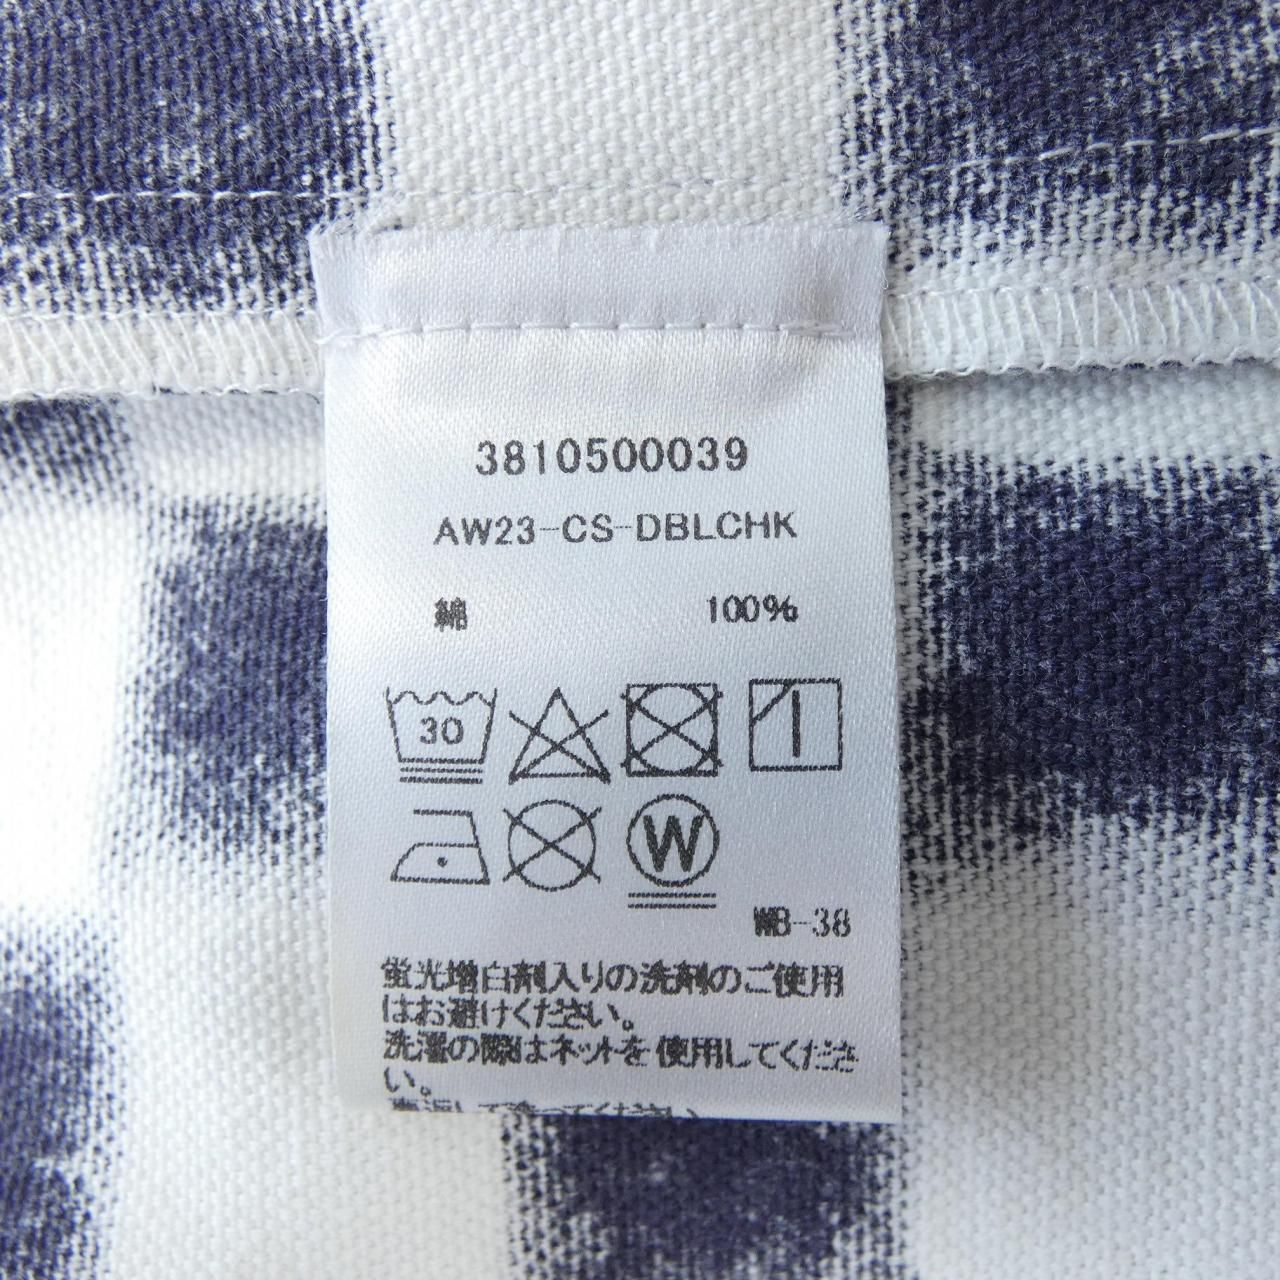 3810500039
AW23-CS-DBLCHK
綿 100%
30
W
WB-38
蛍光増白剤入りの洗剤のご使用
はお避けください。
洗濯の際はネットを使用してくださ
い。